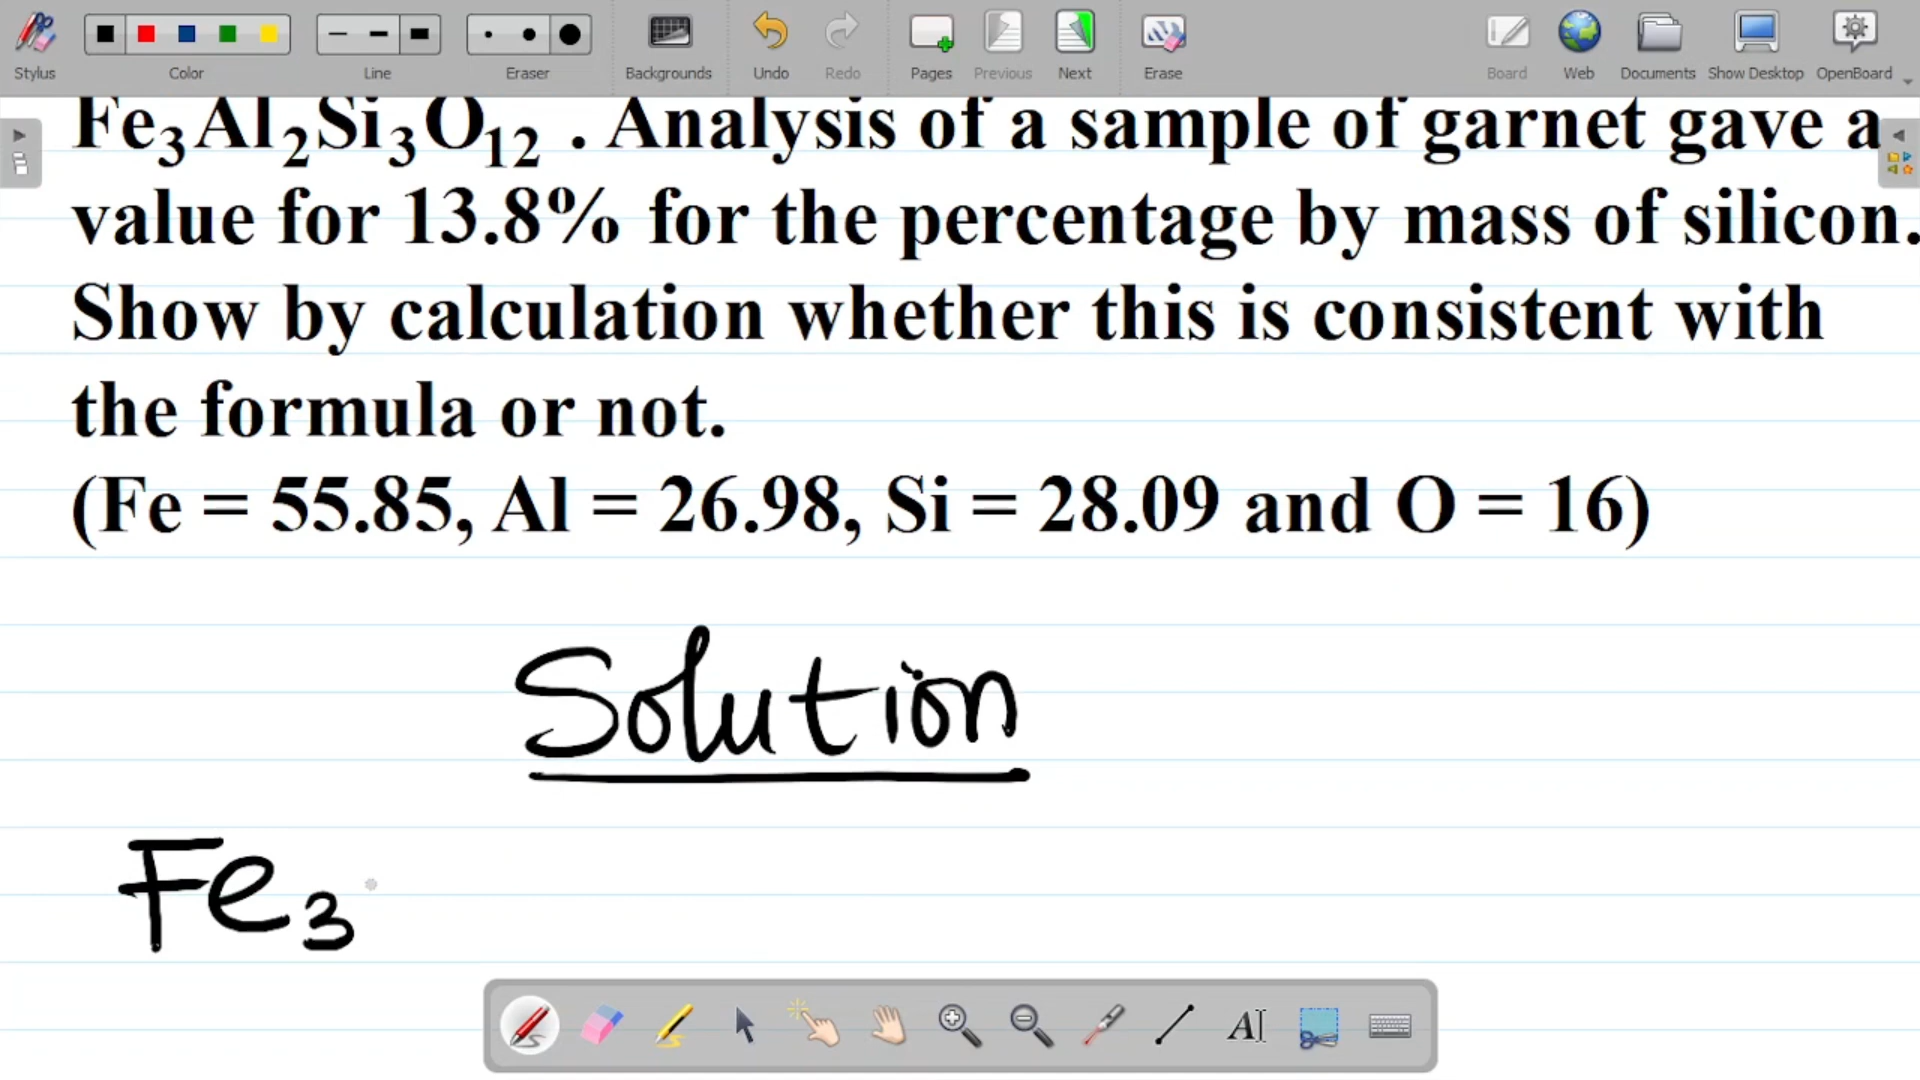 Stylus Color Line Eraser Backgrounds Undo Redo Pages Previous Next Erase Board Web Documents Show Desktop OpenBoard
Fe₃Al₂Si₃O₁₂ . Analysis of a sample of garnet gave a
value for 13.8% for the percentage by mass of silicon.
Show by calculation whether this is consistent with
the formula or not.
(Fe = 55.85, Al = 26.98, Si = 28.09 and O = 16)
Solution
Fe₃